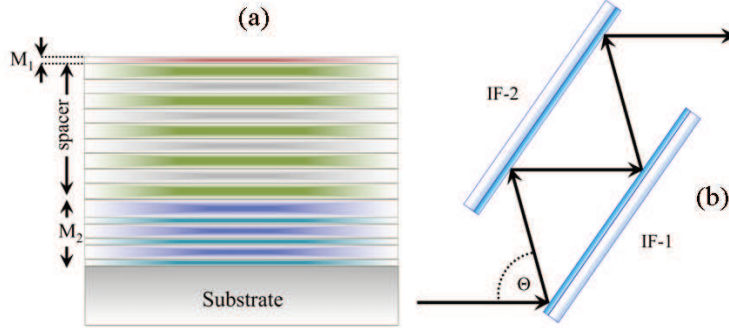 (a)
M1
spacer
M2
Substrate
IF-2
IF-1
(b)
Θ